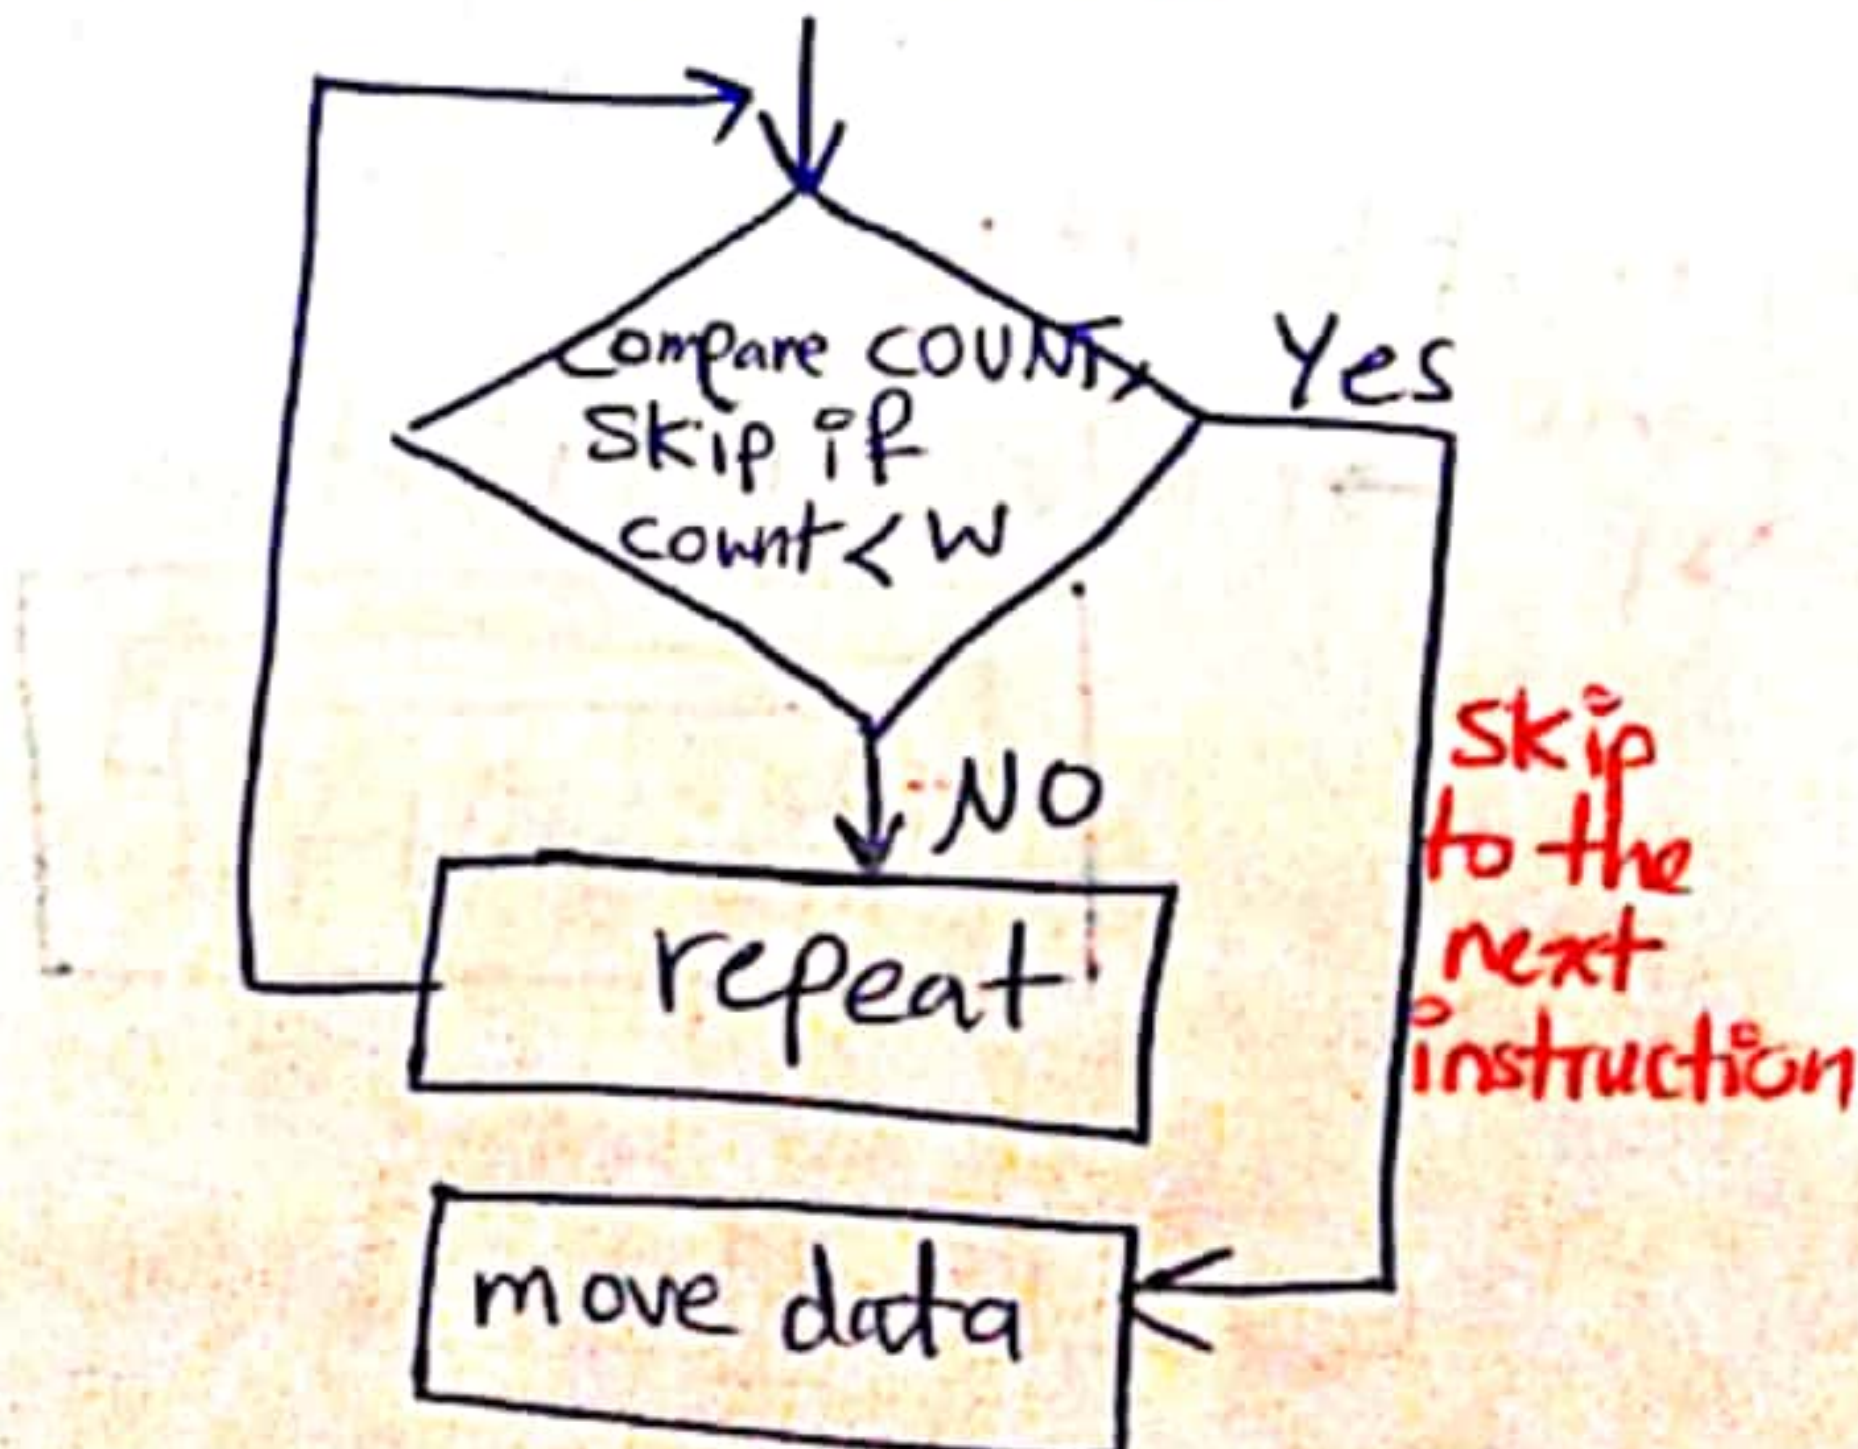 Compare COUNT,
Skip if
count < W
Yes
NO
repeat
move data
skip
to the
next
instruction